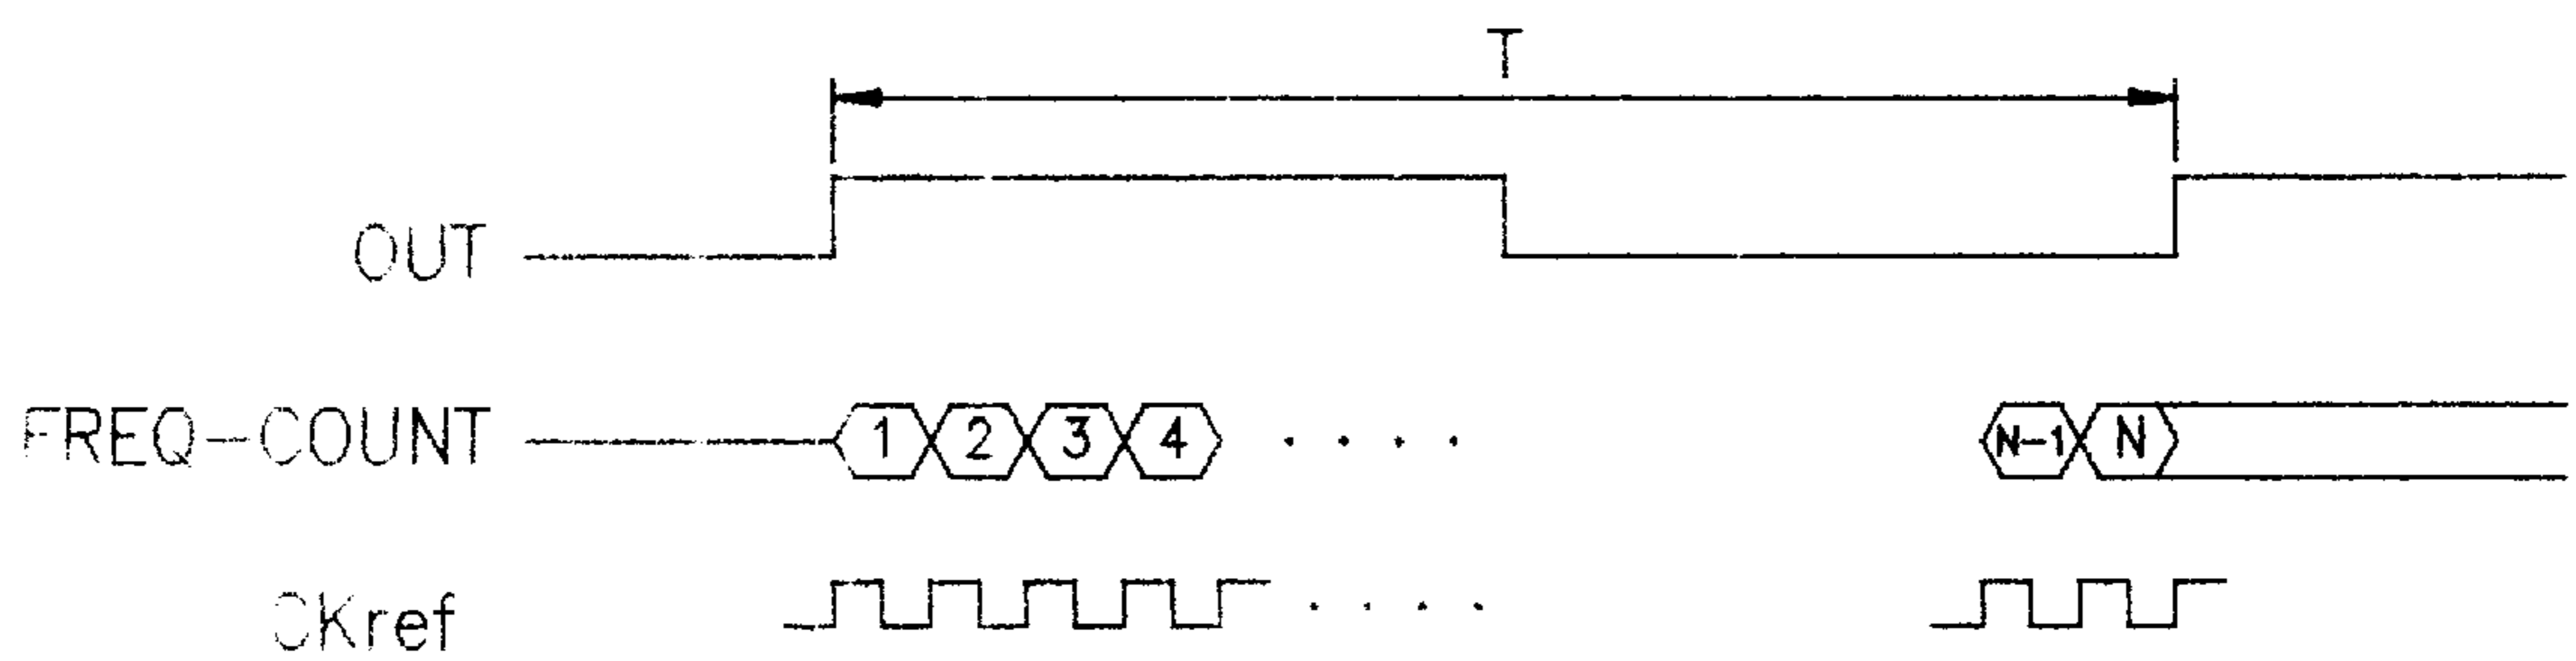 T
OUT
FREQ-COUNT 1 2 3 4 . . . . N-1 N
CKref . . . .